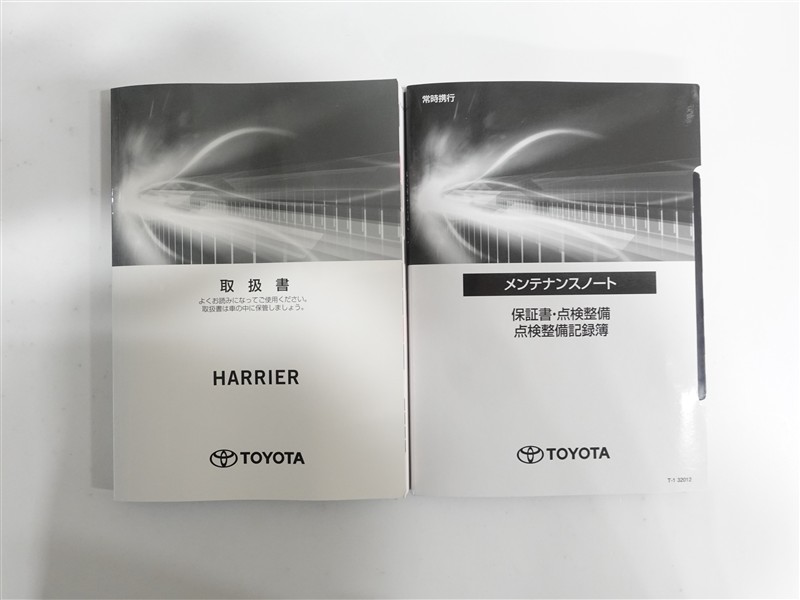 取扱書
よくお読みになってご使用ください。
取扱書は車の中に保管しましょう。
HARRIER
TOYOTA
常時携行
メンテナンスノート
保証書・点検整備
点検整備記録簿
TOYOTA
T-1 32012